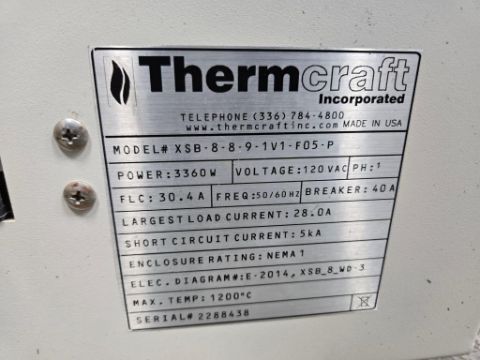 Thermcraft
Incorporated
TELEPHONE (336) 784-4800
www.thermcraftinc.com MADE IN USA
MODEL# XSB-8-8-9-1V1-F05-P
POWER:3360W VOLTAGE:120VAC PH:1
FLC: 30.4A FREQ:50/60HZ BREAKER: 40A
LARGEST LOAD CURRENT: 28.0A
SHORT CIRCUIT CURRENT: 5kA
ENCLOSURE RATING: NEMA 1
ELEC. DIAGRAM#:E-2014, XSB_8_WD-3
MAX. TEMP: 1200°C
SERIAL# 2288438